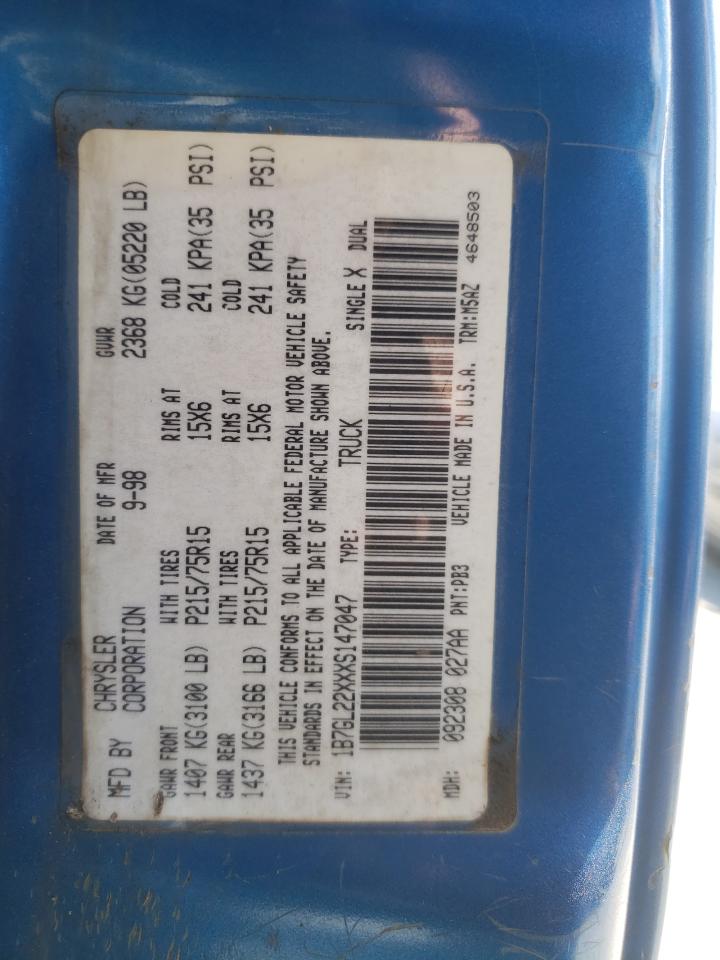 MFD BY CHRYSLER CORPORATION DATE OF MFR 9-98 GVWR 2368 KG(05220 LB)
GAWR FRONT WITH TIRES RIMS AT COLD
1407 KG(3100 LB) P215/75R15 15X6 241 KPA(35 PSI)
GAWR REAR WITH TIRES RIMS AT COLD
1437 KG(3166 LB) P215/75R15 15X6 241 KPA(35 PSI)
THIS VEHICLE CONFORMS TO ALL APPLICABLE FEDERAL MOTOR VEHICLE SAFETY
STANDARDS IN EFFECT ON THE DATE OF MANUFACTURE SHOWN ABOVE.
VIN: 1B7GL22XXXS147047 TYPE: TRUCK SINGLE X DUAL
MDH: 092308 027AA PNT:PB3 VEHICLE MADE IN U.S.A. TRM:M5AZ 4648503